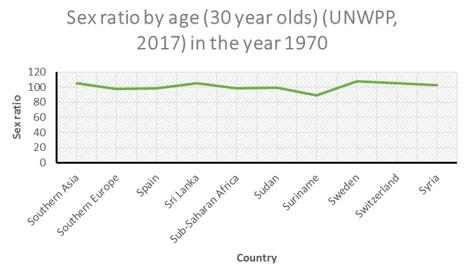 Sex ratio by age (30 year olds) (UNWPP,
2017) in the year 1970
120
100
80
60
40
20
0
Sex ratio
Southern Asia
Southern Europe
Spain
Sri Lanka
Sub-Saharan Africa
Sudan
Suriname
Sweden
Switzerland
Syria
Country